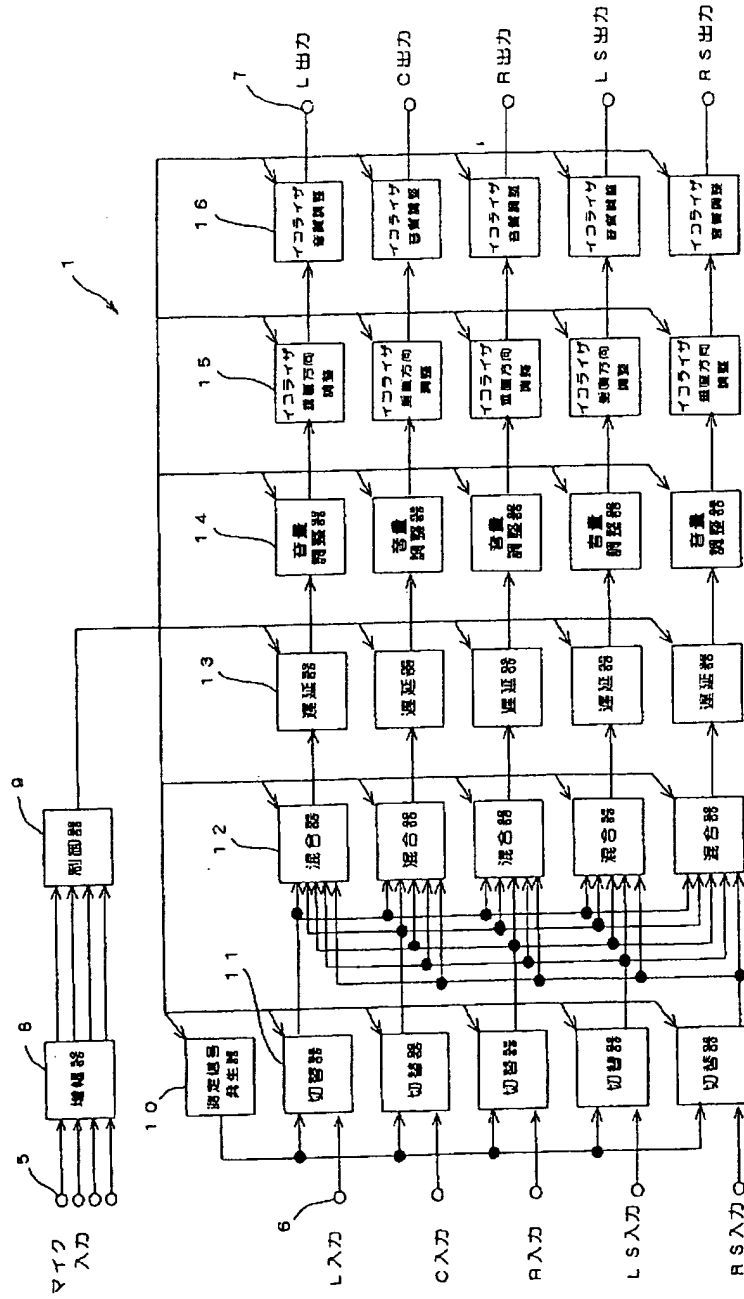 1
マイク
入力
5
8
増幅器
9
制御器
10
測定信号
発生器
11
12
13
14
15
16
7
6
L入力
切替器
混合器
遅延器
音量
調整器
イコライザ
垂直方向
調整
イコライザ
音質調整
L出力
C入力
切替器
混合器
遅延器
音量
調整器
イコライザ
垂直方向
調整
イコライザ
音質調整
C出力
R入力
切替器
混合器
遅延器
音量
調整器
イコライザ
垂直方向
調整
イコライザ
音質調整
R出力
LS入力
切替器
混合器
遅延器
音量
調整器
イコライザ
垂直方向
調整
イコライザ
音質調整
LS出力
RS入力
切替器
混合器
遅延器
音量
調整器
イコライザ
垂直方向
調整
イコライザ
音質調整
RS出力